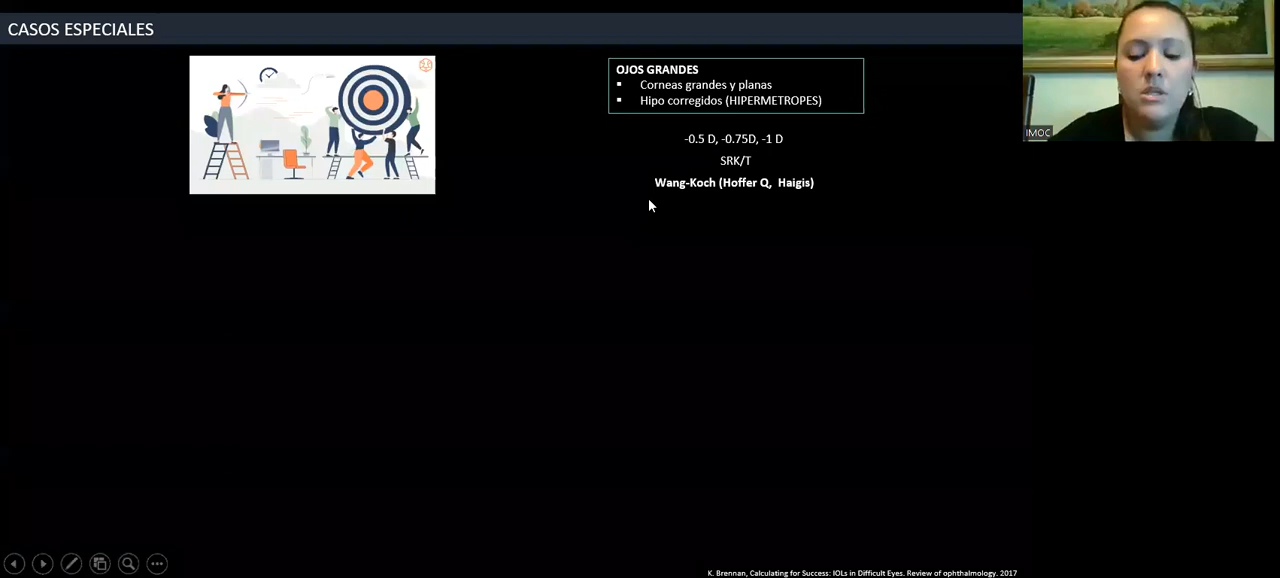 CASOS ESPECIALES
OJOS GRANDES
▪ Corneas grandes y planas
▪ Hipo corregidos (HIPERMETROPES)
-0.5 D, -0.75D, -1 D
SRK/T
Wang-Koch (Hoffer Q, Haigis)
IMOC
K. Brennan, Calculating for Success: IOLs in Difficult Eyes. Review of ophthalmology. 2017